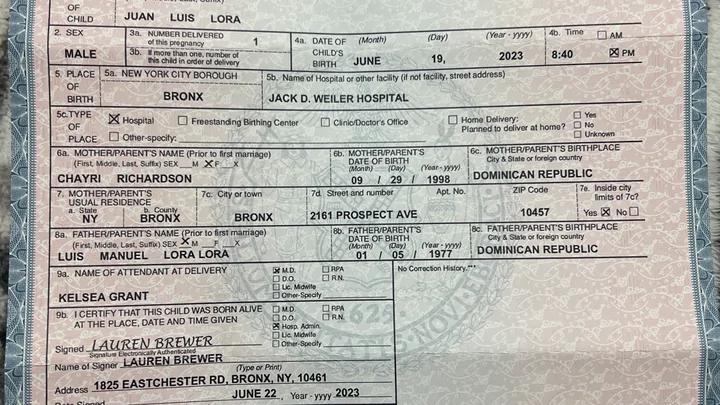 OF
CHILD JUAN LUIS LORA
2. SEX MALE
3a. NUMBER DELIVERED of this pregnancy 1
3b. If more than one, number of this child in order of delivery
4a. DATE OF CHILD'S BIRTH (Month) (Day) (Year - yyyy)
JUNE 19, 2023
4b. Time AM
8:40 ☒ PM
5. PLACE OF BIRTH
5a. NEW YORK CITY BOROUGH
BRONX
5b. Name of Hospital or other facility (if not facility, street address)
JACK D. WEILER HOSPITAL
5c. TYPE OF PLACE
☒ Hospital ☐ Freestanding Birthing Center ☐ Clinic/Doctor's Office ☐ Home Delivery: Planned to deliver at home? ☐ Yes ☐ No ☐ Unknown
☐ Other-specify:
6a. MOTHER/PARENT'S NAME (Prior to first marriage)
(First, Middle, Last, Suffix) SEX M X F X
CHAYRI RICHARDSON
6b. MOTHER/PARENT'S DATE OF BIRTH
(Month) (Day) (Year - yyyy)
09 / 29 / 1998
6c. MOTHER/PARENT'S BIRTHPLACE
City & State or foreign country
DOMINICAN REPUBLIC
7. MOTHER/PARENT'S USUAL RESIDENCE
a. State NY
b. County BRONX
7c. City or town
BRONX
7d. Street and number Apt. No. ZIP Code
2161 PROSPECT AVE 10457
7e. Inside city limits of 7c?
Yes ☒ No ☐
8a. FATHER/PARENT'S NAME (Prior to first marriage)
(First, Middle, Last, Suffix) SEX X M F X
LUIS MANUEL LORA LORA
8b. FATHER/PARENT'S DATE OF BIRTH
(Month) (Day) (Year - yyyy)
01 / 05 / 1977
8c. FATHER/PARENT'S BIRTHPLACE
City & State or foreign country
DOMINICAN REPUBLIC
9a. NAME OF ATTENDANT AT DELIVERY
KELSEA GRANT
☒ M.D. ☐ RPA
☐ D.O. ☐ R.N.
☐ Lic. Midwife
☐ Other-Specify
No Correction History.***
9b. I CERTIFY THAT THIS CHILD WAS BORN ALIVE AT THE PLACE, DATE AND TIME GIVEN
☐ M.D. ☐ RPA
☐ D.O. ☐ R.N.
☒ Hosp. Admin.
☐ Lic. Midwife
☐ Other-Specify
Signed LAUREN BREWER
Signature Electronically Authenticated
Name of Signer LAUREN BREWER
(Type or Print)
Address 1825 EASTCHESTER RD, BRONX, NY, 10461
JUNE 22, Year - yyyy 2023